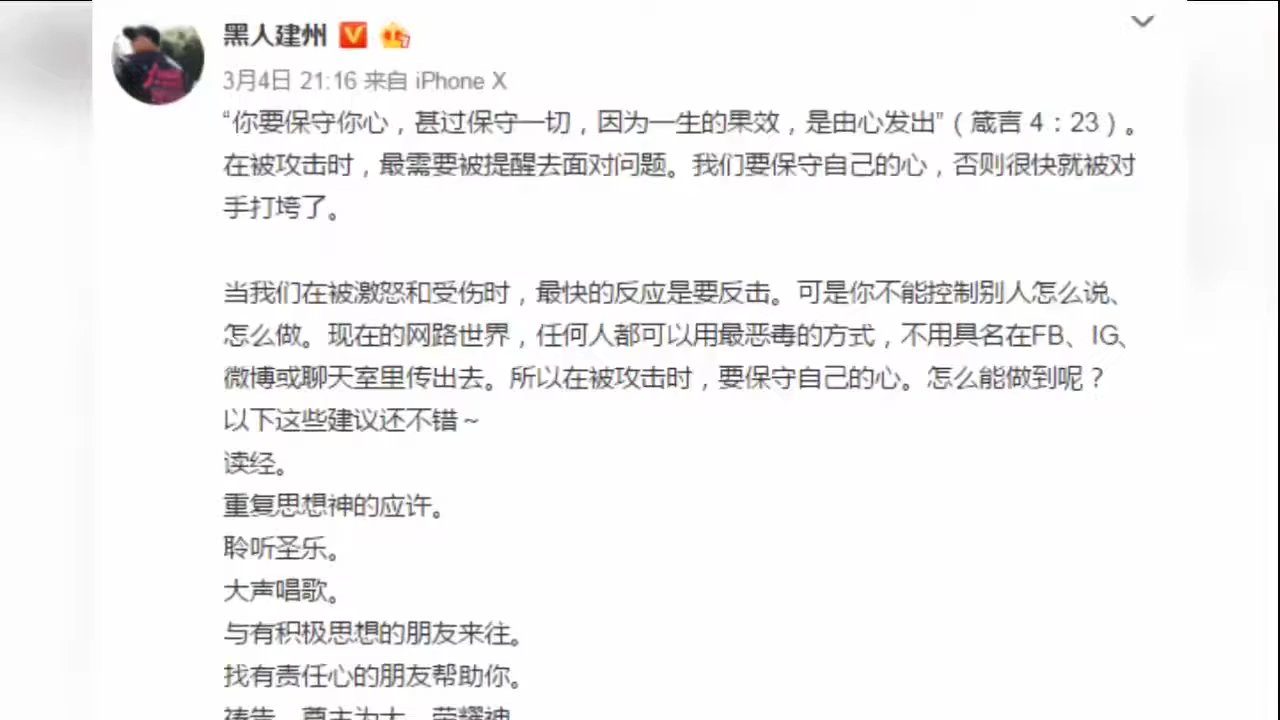 黑人建州
3月4日 21:16 来自 iPhone X
“你要保守你心，甚过保守一切，因为一生的果效，是由心发出”（箴言 4：23）。
在被攻击时，最需要被提醒去面对问题。我们要保守自己的心，否则很快就被对
手打垮了。
当我们在被激怒和受伤时，最快的反应是要反击。可是你不能控制别人怎么说、
怎么做。现在的网路世界，任何人都可以用最恶毒的方式，不用具名在FB、IG、
微博或聊天室里传出去。所以在被攻击时，要保守自己的心。怎么能做到呢？
以下这些建议还不错～
读经。
重复思想神的应许。
聆听圣乐。
大声唱歌。
与有积极思想的朋友来往。
找有责任心的朋友帮助你。
祷告，尊主为大，荣耀神